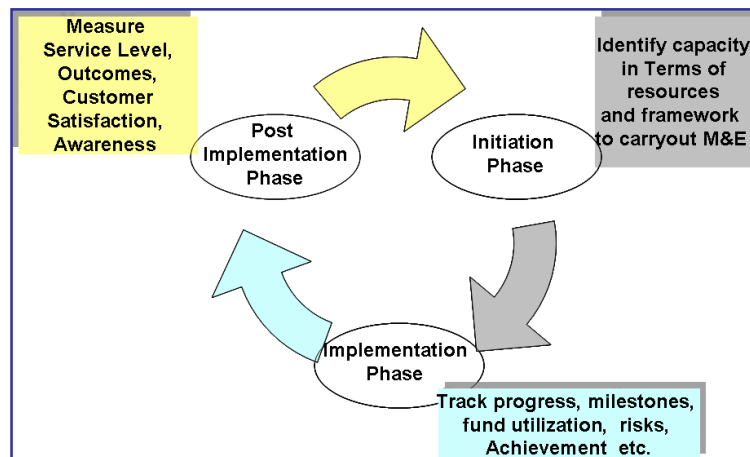 Measure
Service Level,
Outcomes,
Customer
Satisfaction,
Awareness
Identify capacity
in Terms of
resources
and framework
to carryout M&E
Post
Implementation
Phase
Initiation
Phase
Implementation
Phase
Track progress, milestones,
fund utilization, risks,
Achievement etc.